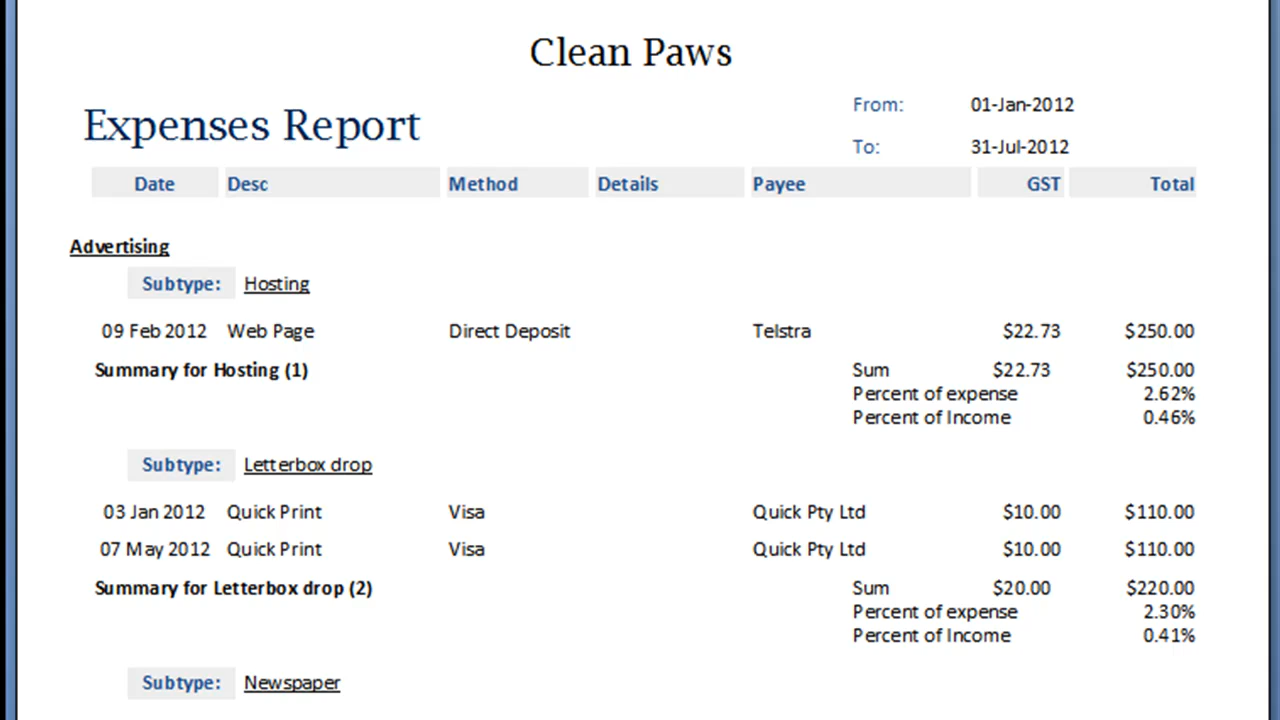 Clean Paws
Expenses Report
From: 01-Jan-2012
To: 31-Jul-2012
Date Desc Method Details Payee GST Total
Advertising
Subtype: Hosting
09 Feb 2012 Web Page Direct Deposit Telstra $22.73 $250.00
Summary for Hosting (1) Sum $22.73 $250.00
Percent of expense 2.62%
Percent of Income 0.46%
Subtype: Letterbox drop
03 Jan 2012 Quick Print Visa Quick Pty Ltd $10.00 $110.00
07 May 2012 Quick Print Visa Quick Pty Ltd $10.00 $110.00
Summary for Letterbox drop (2) Sum $20.00 $220.00
Percent of expense 2.30%
Percent of Income 0.41%
Subtype: Newspaper